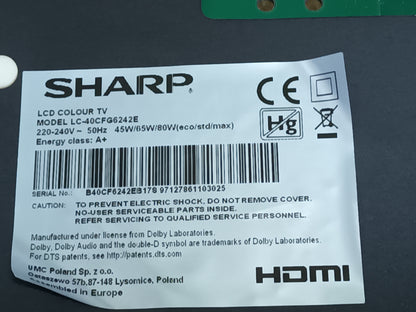 SHARP
LCD COLOUR TV
MODEL LC-40CFG6242E
220-240V ~ 50Hz 45W/65W/80W(eco/std/max)
Energy class: A+
CE
Hg
SERIAL No.: B40CF6242EB178 97127861103025
CAUTION: TO PREVENT ELECTRIC SHOCK, DO NOT REMOVE COVER.
NO-USER SERVICEABLE PARTS INSIDE.
REFER SERVICING TO QUALIFIED SERVICE PERSONNEL.
Manufactured under license from Dolby Laboratories.
Dolby, Dolby Audio and the double-D symbol are trademarks of Dolby Laboratories.
For DTS patents, see http://patents.dts.com
UMC Poland Sp. z o.o.
Ostaszewo 57b,87-148 Lysomice, Poland
Assembled in Europe
HDMI